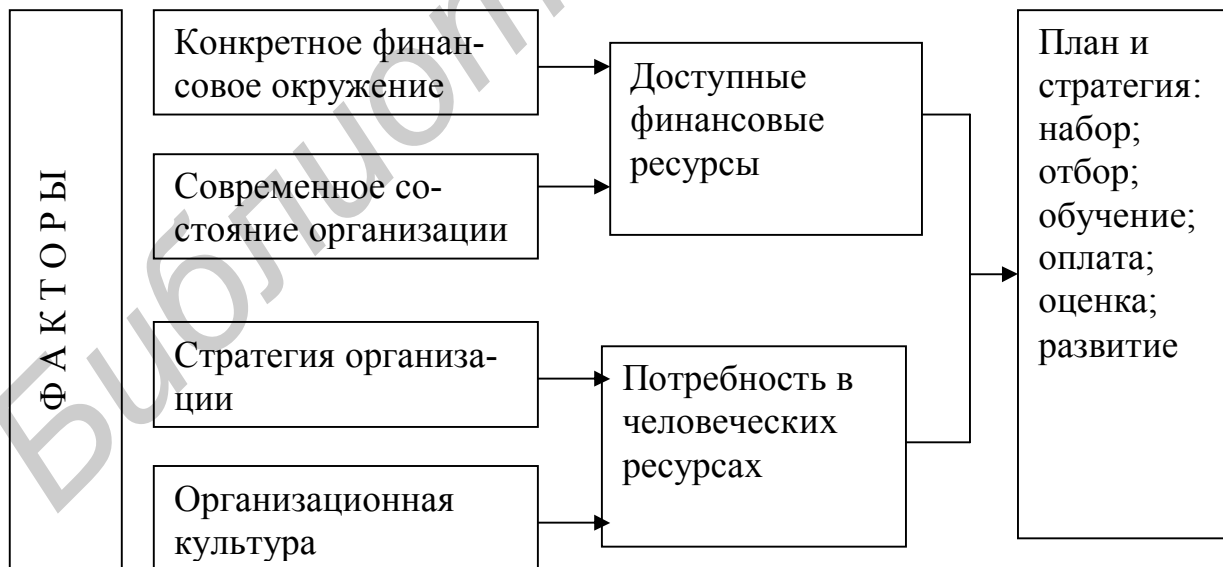 Ф А К Т О Р Ы
Конкретное финан-
совое окружение
Современное со-
стояние организации
Стратегия организа-
ции
Организационная
культура
Доступные
финансовые
ресурсы
Потребность в
человеческих
ресурсах
План и
стратегия:
набор;
отбор;
обучение;
оплата;
оценка;
развитие